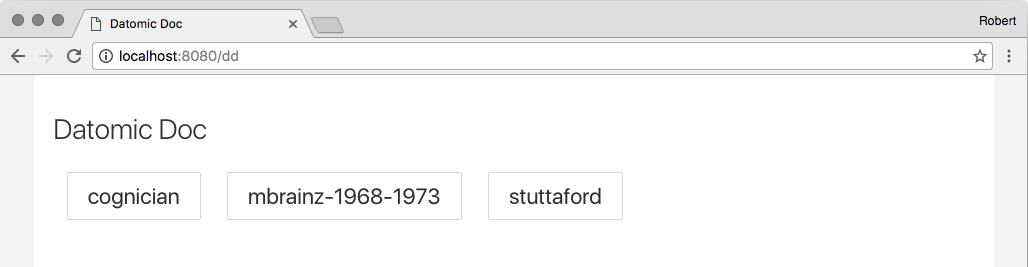 Datomic Doc
Robert
localhost:8080/dd
Datomic Doc
cognician
mbrainz-1968-1973
stuttaford